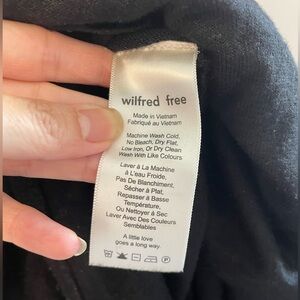 wilfred free
Made in Vietnam
Fabriqué au Vietnam
Machine Wash Cold,
No Bleach, Dry Flat,
Low Iron, Or Dry Clean
Wash With Like Colours
Laver À La Machine
À L'eau Froide,
Pas De Blanchiment,
Sécher à Plat,
Repasser à Basse
Température,
Ou Nettoyer À Sec
Laver Avec Des Couleurs
Semblables
A little love
goes a long way.